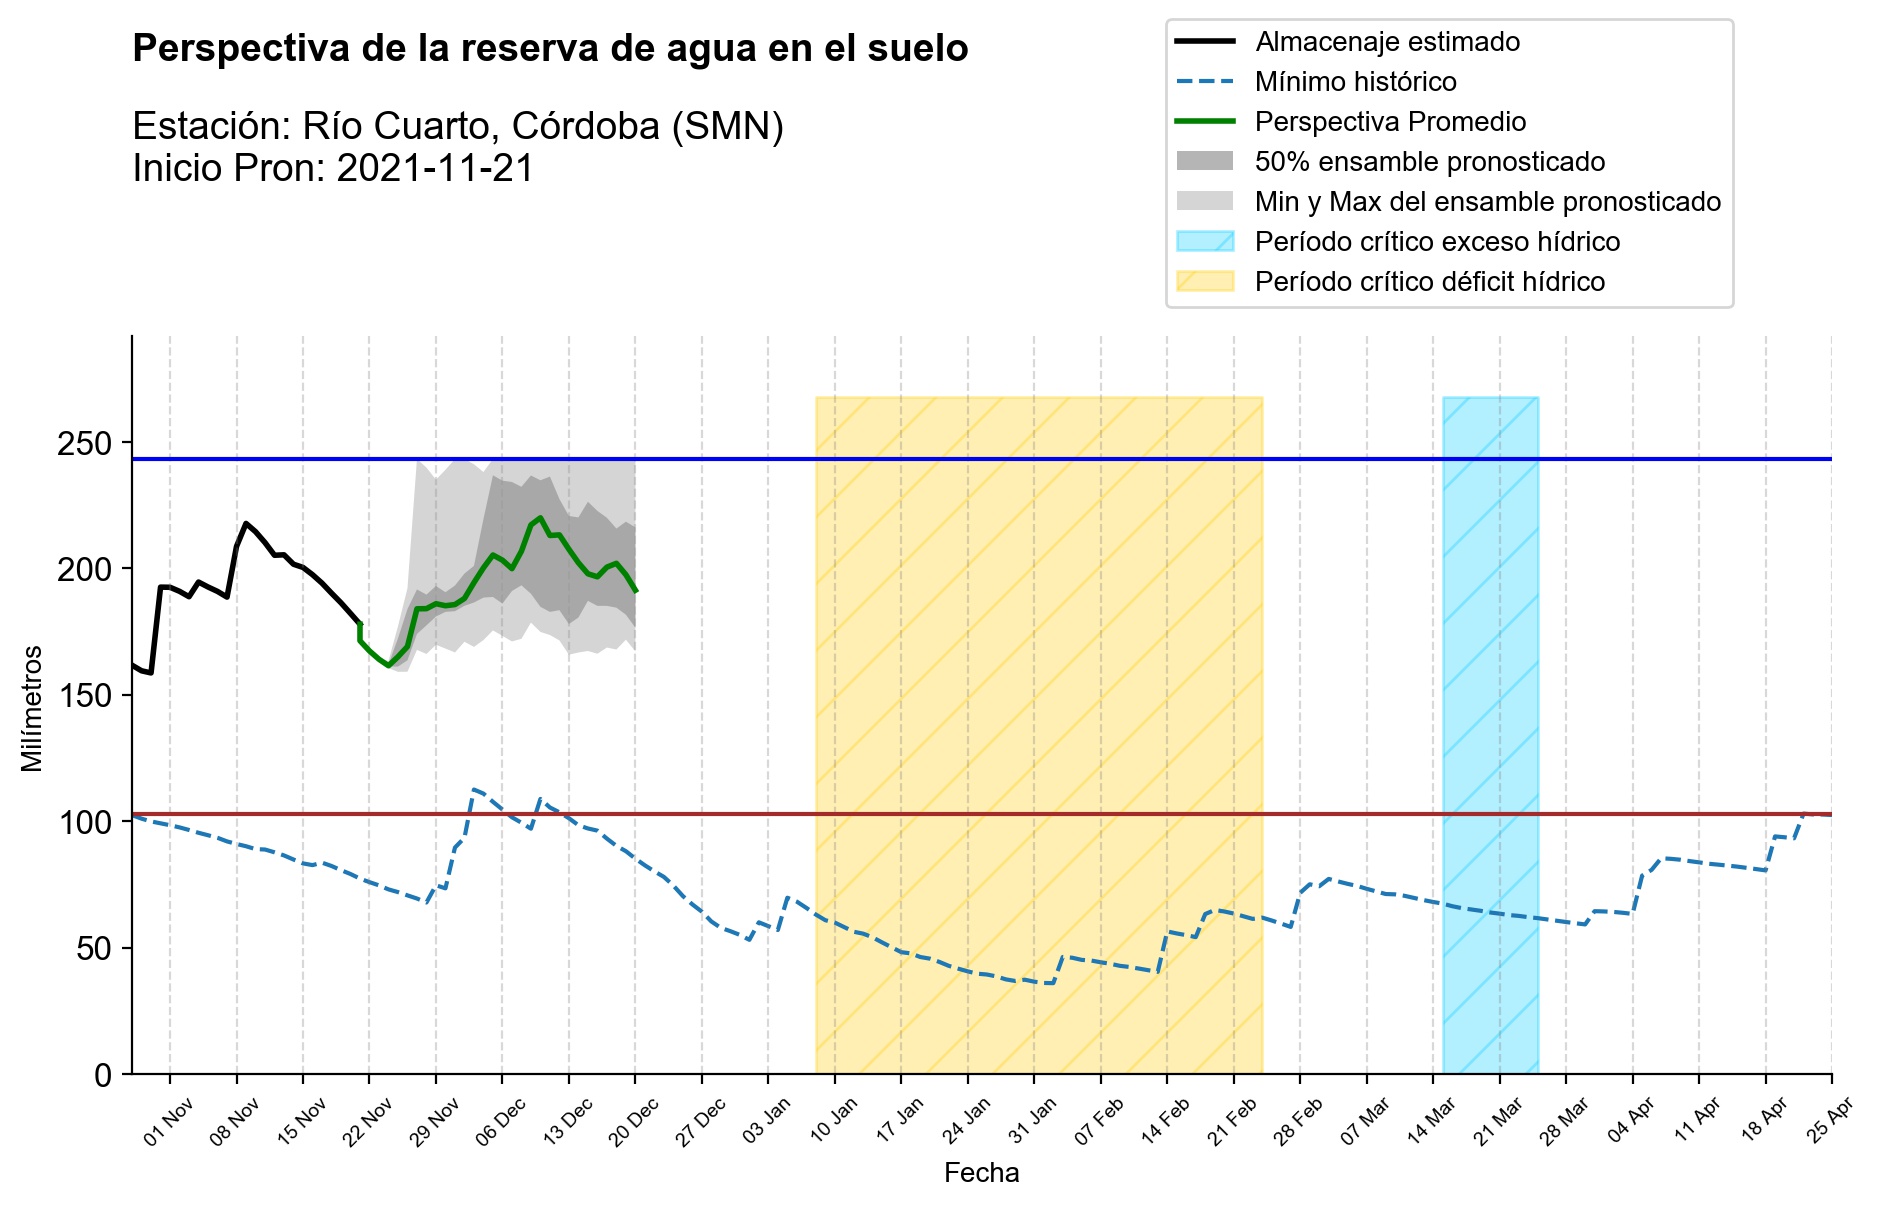 Perspectiva de la reserva de agua en el suelo
Estación: Río Cuarto, Córdoba (SMN)
Inicio Pron: 2021-11-21
Almacenaje estimado
Mínimo histórico
Perspectiva Promedio
50% ensamble pronosticado
Min y Max del ensamble pronosticado
Período crítico exceso hídrico
Período crítico déficit hídrico
Milímetros
250
200
150
100
50
0
01 Nov
08 Nov
15 Nov
22 Nov
29 Nov
06 Dec
13 Dec
20 Dec
27 Dec
03 Jan
10 Jan
17 Jan
24 Jan
31 Jan
07 Feb
14 Feb
21 Feb
28 Feb
07 Mar
14 Mar
21 Mar
28 Mar
04 Apr
11 Apr
18 Apr
25 Apr
Fecha